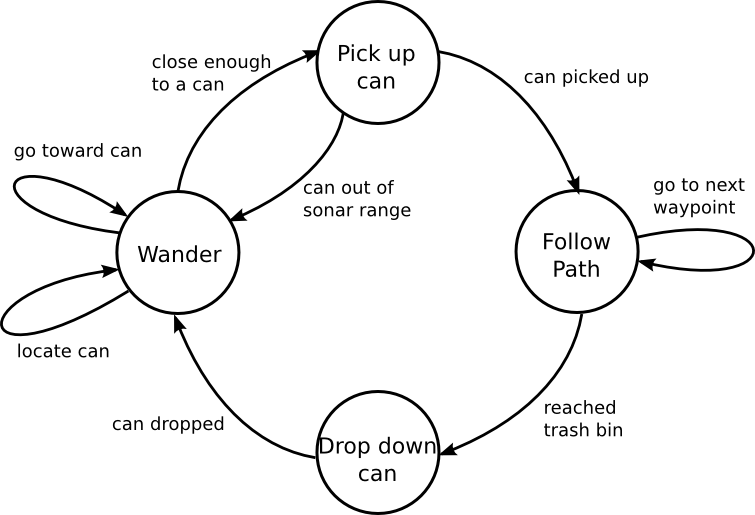 Pick up
can
close enough
to a can
can picked up
go toward can
can out of
sonar range
go to next
waypoint
Wander
Follow
Path
locate can
can dropped
reached
trash bin
Drop down
can